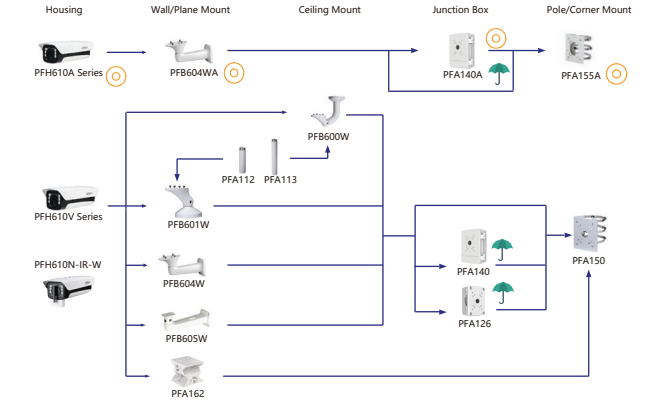 Housing
Wall/Plane Mount
Ceiling Mount
Junction Box
Pole/Corner Mount
PFH610A Series
PFB604WA
PFA140A
PFA155A
PFB600W
PFA112
PFA113
PFH610V Series
PFB601W
PFH610N-IR-W
PFB604W
PFA140
PFA150
PFA126
PFB605W
PFA162